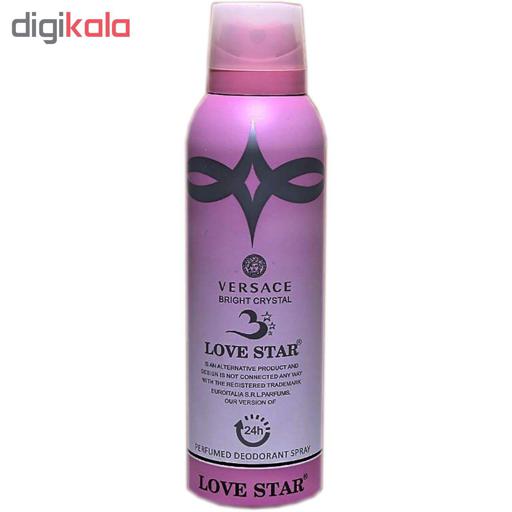 digikala
VERSACE
BRIGHT CRYSTAL
3
LOVE STAR®
IS AN ALTERNATIVE PRODUCT AND
DESIGN IS NOT CONNECTED ANY WAY
WITH THE REGISTERED TRADEMARK
EUROITALIA S.R.L.PARFUMS.
OUR VERSION OF
24h
PERFUMED DEODORANT SPRAY
LOVE STAR®